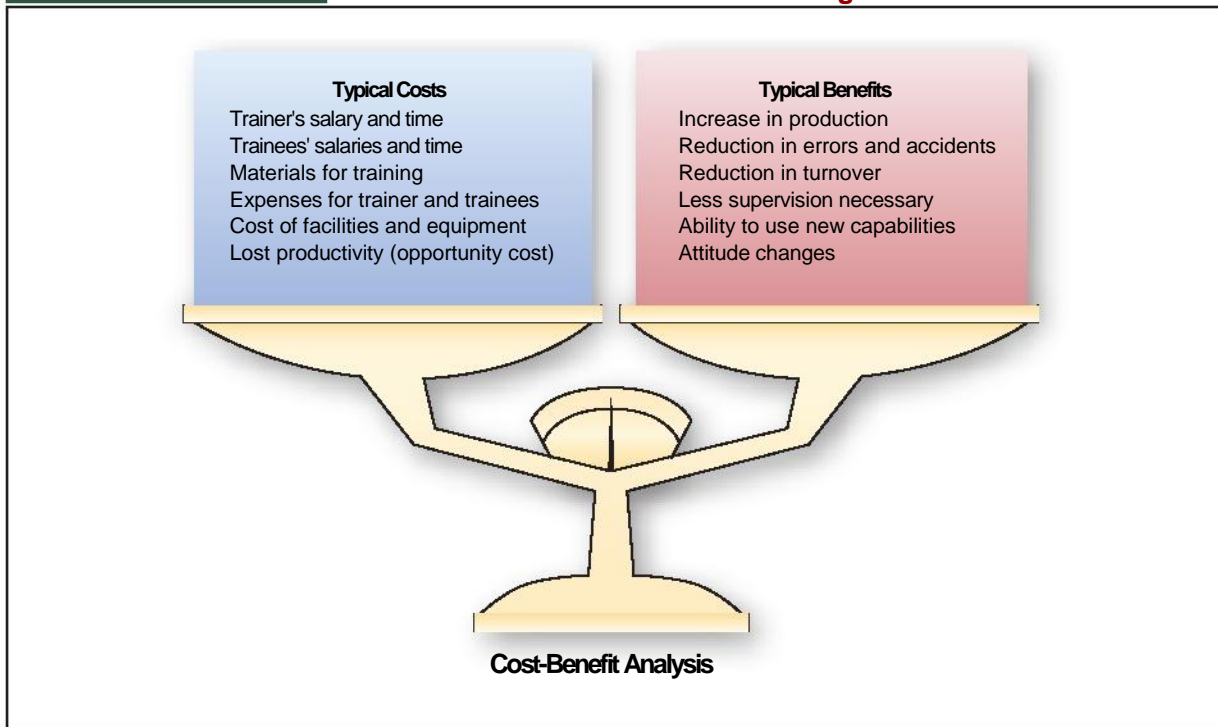 Typical Costs
Trainer's salary and time
Trainees' salaries and time
Materials for training
Expenses for trainer and trainees
Cost of facilities and equipment
Lost productivity (opportunity cost)
Typical Benefits
Increase in production
Reduction in errors and accidents
Reduction in turnover
Less supervision necessary
Ability to use new capabilities
Attitude changes
Cost-Benefit Analysis